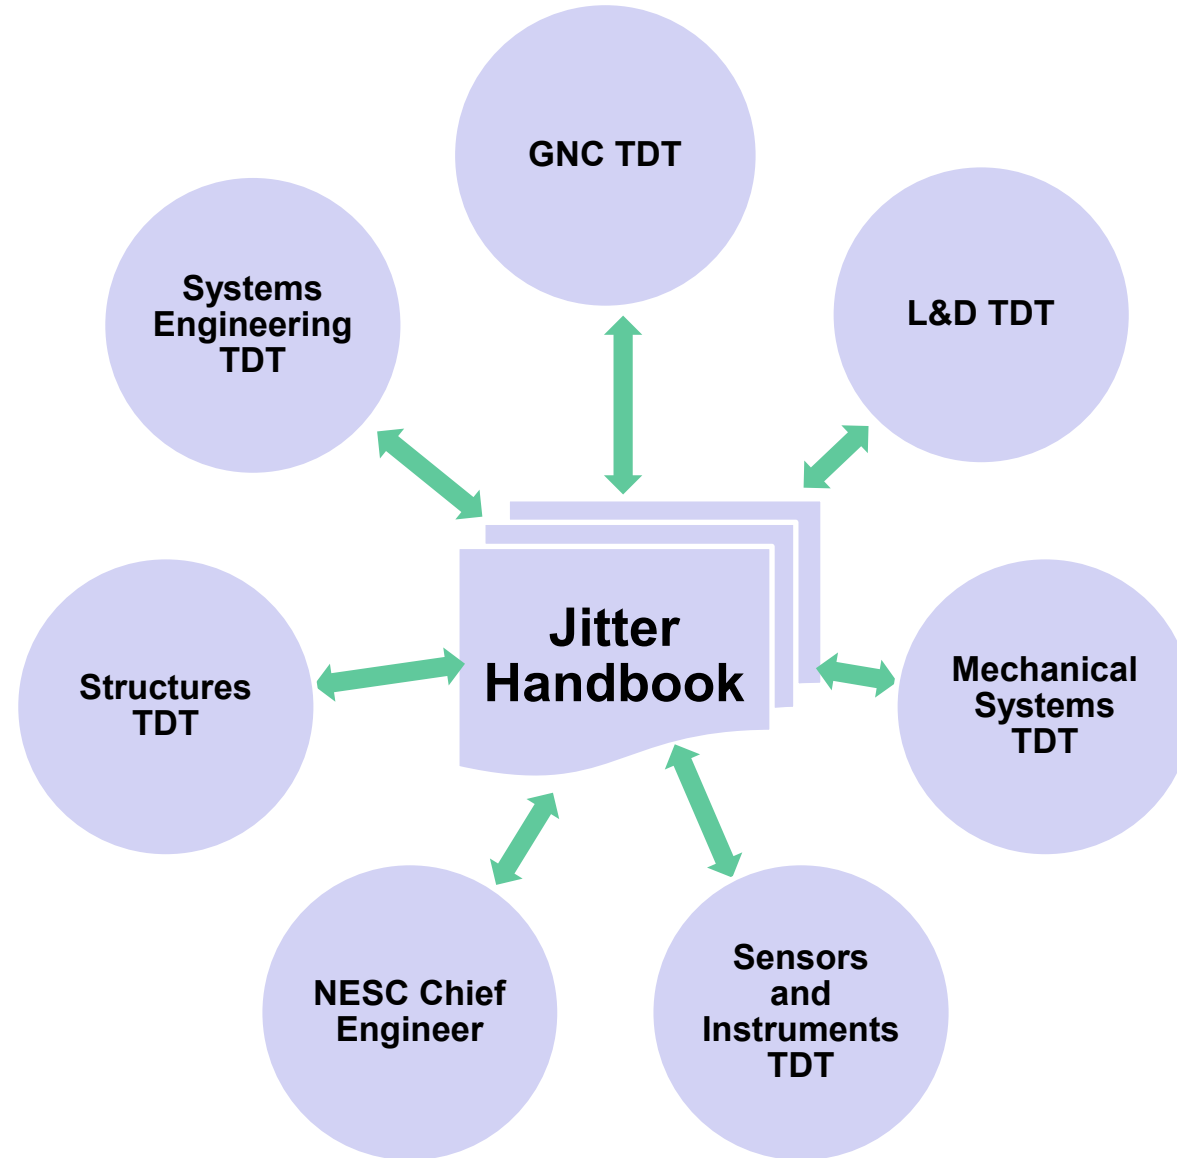 GNC TDT
Systems
Engineering
TDT
L&D TDT
Jitter
Handbook
Structures
TDT
Mechanical
Systems
TDT
NESC Chief
Engineer
Sensors
and
Instruments
TDT